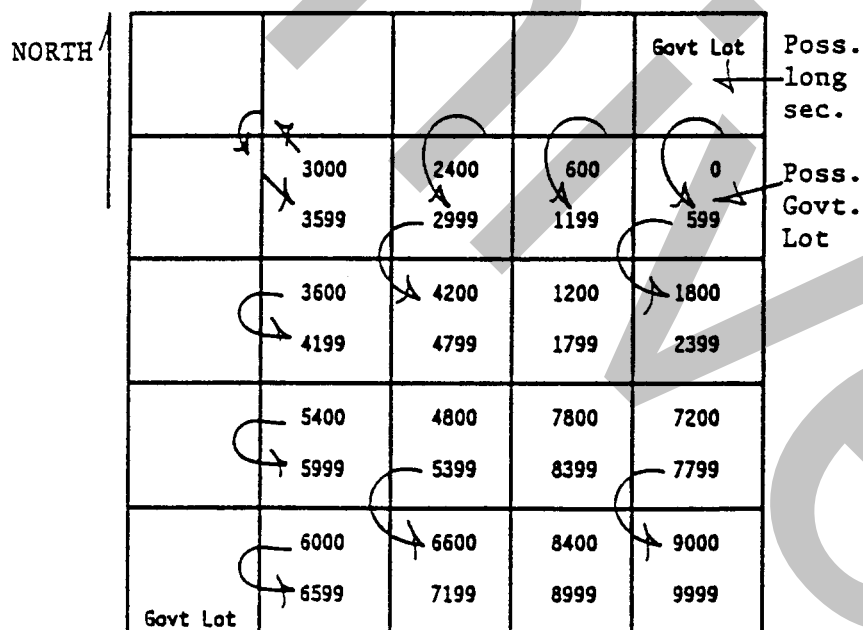 NORTH
Govt Lot
Poss.
long
sec.
3000 2400 600 0
3599 2999 1199 599
Poss.
Govt.
Lot
3600 4200 1200 1800
4199 4799 1799 2399
5400 4800 7800 7200
5999 5399 8399 7799
6000 6600 8400 9000
6599 7199 8999 9999
Govt Lot